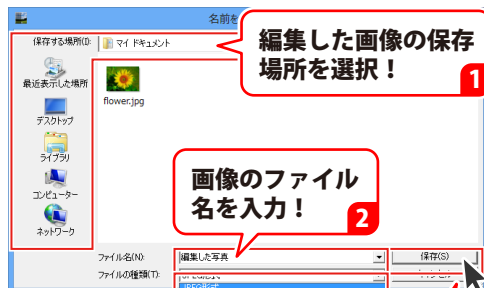 名前を
保存する場所(I):
マイ ドキュメント
編集した画像の保存
場所を選択！
1
最近表示した場所
flower.jpg
デスクトップ
ライブラリ
コンピューター
ネットワーク
画像のファイル
名を入力！
2
ファイル名(N):
編集した写真
保存(S)
ファイルの種類(T):
JPEG形式